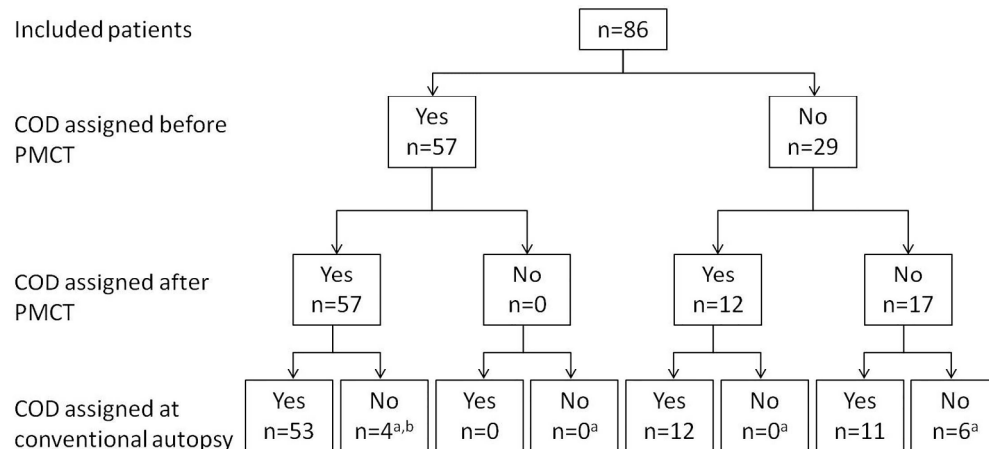 Included patients
n=86
COD assigned before
PMCT
Yes
n=57
No
n=29
COD assigned after
PMCT
Yes
n=57
No
n=0
Yes
n=12
No
n=17
COD assigned at
conventional autopsy
Yes
n=53
No
n=4a,b
Yes
n=0
No
n=0a
Yes
n=12
No
n=0a
Yes
n=11
No
n=6a